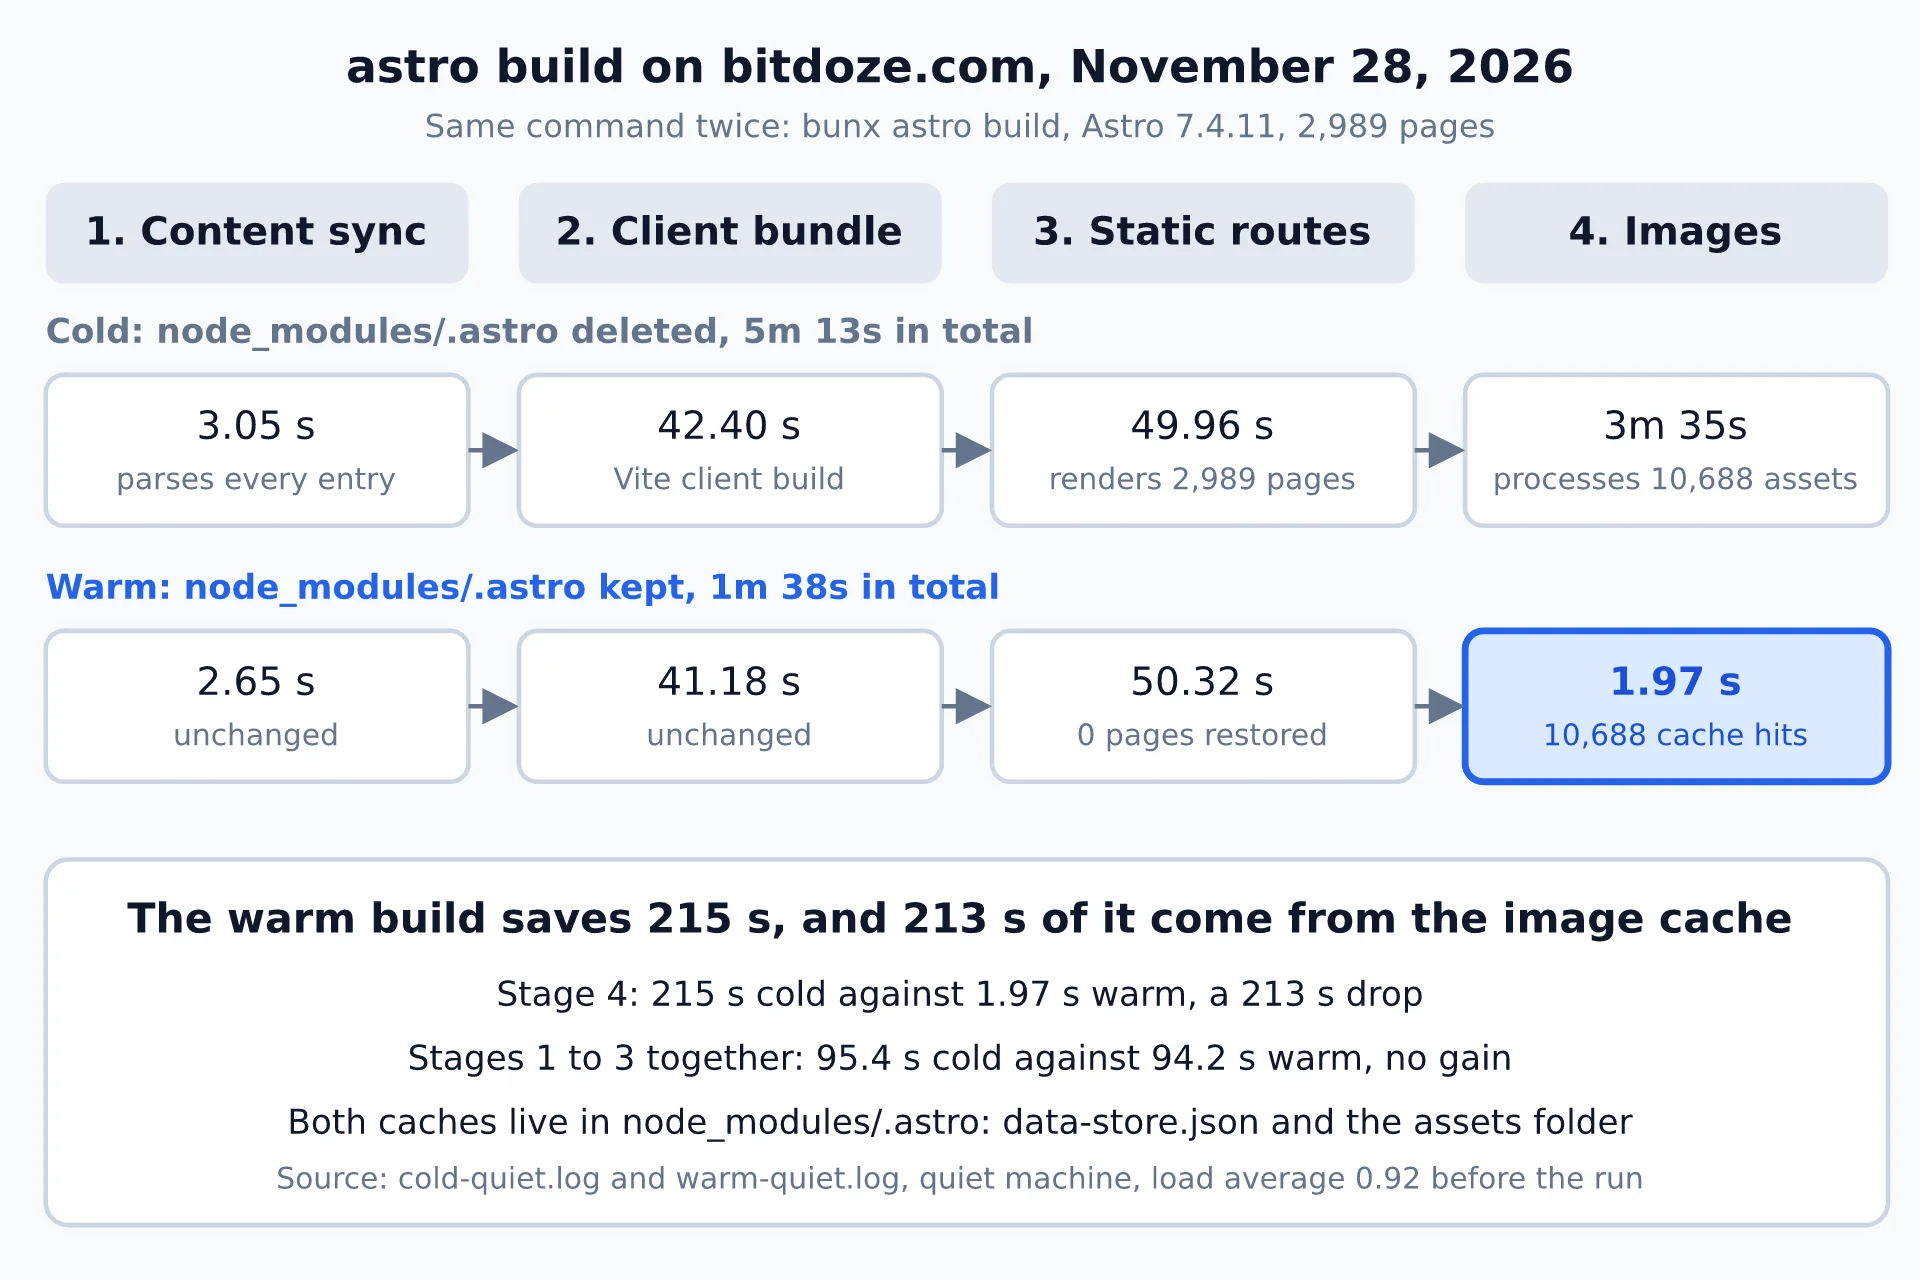 astro build on bitdoze.com, November 28, 2026
Same command twice: bunx astro build, Astro 7.4.11, 2,989 pages
1. Content sync
2. Client bundle
3. Static routes
4. Images
Cold: node_modules/.astro deleted, 5m 13s in total
3.05 s
parses every entry
42.40 s
Vite client build
49.96 s
renders 2,989 pages
3m 35s
processes 10,688 assets
Warm: node_modules/.astro kept, 1m 38s in total
2.65 s
unchanged
41.18 s
unchanged
50.32 s
0 pages restored
1.97 s
10,688 cache hits
The warm build saves 215 s, and 213 s of it come from the image cache
Stage 4: 215 s cold against 1.97 s warm, a 213 s drop
Stages 1 to 3 together: 95.4 s cold against 94.2 s warm, no gain
Both caches live in node_modules/.astro: data-store.json and the assets folder
Source: cold-quiet.log and warm-quiet.log, quiet machine, load average 0.92 before the run